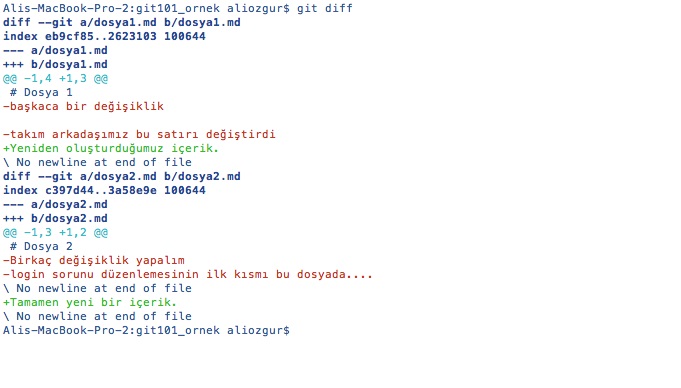 Alis-MacBook-Pro-2:git101_ornek aliozgur$ git diff
diff --git a/dosya1.md b/dosya1.md
index eb9cf85..2623103 100644
--- a/dosya1.md
+++ b/dosya1.md
@@ -1,4 +1,3 @@
 # Dosya 1
-başkaca bir değişiklik

-takım arkadaşımız bu satırı değiştirdi
+Yeniden oluşturduğumuz içerik.
\ No newline at end of file
diff --git a/dosya2.md b/dosya2.md
index c397d44..3a58e9e 100644
--- a/dosya2.md
+++ b/dosya2.md
@@ -1,3 +1,2 @@
 # Dosya 2
-Birkaç değişiklik yapalım
-login sorunu düzenlemesinin ilk kısmı bu dosyada....
\ No newline at end of file
+Tamamen yeni bir içerik.
\ No newline at end of file
Alis-MacBook-Pro-2:git101_ornek aliozgur$